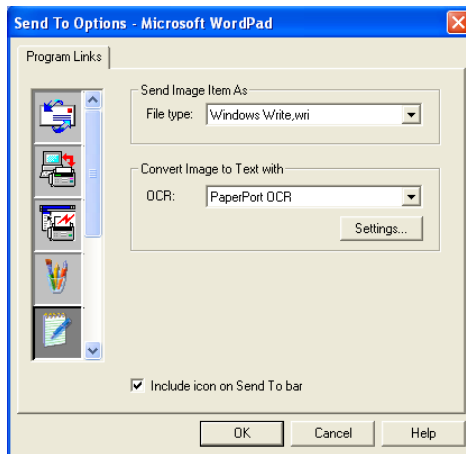 Send To Options - Microsoft WordPad
Program Links
Send Image Item As
File type: Windows Write,wri
Convert Image to Text with
OCR: PaperPort OCR
Settings...
Include icon on Send To bar
OK Cancel Help